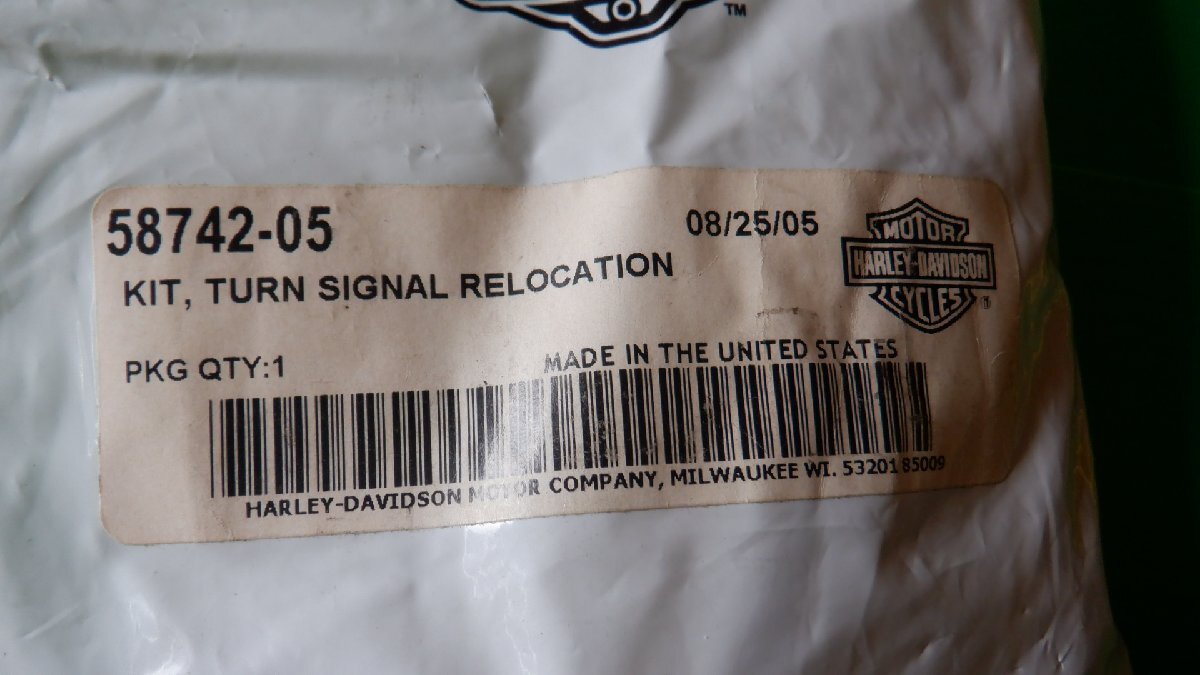 TM
58742-05
08/25/05
KIT, TURN SIGNAL RELOCATION
MOTOR
HARLEY-DAVIDSON
CYCLES
®
PKG QTY:1
MADE IN THE UNITED STATES
HARLEY-DAVIDSON MOTOR COMPANY, MILWAUKEE WI. 53201 85009